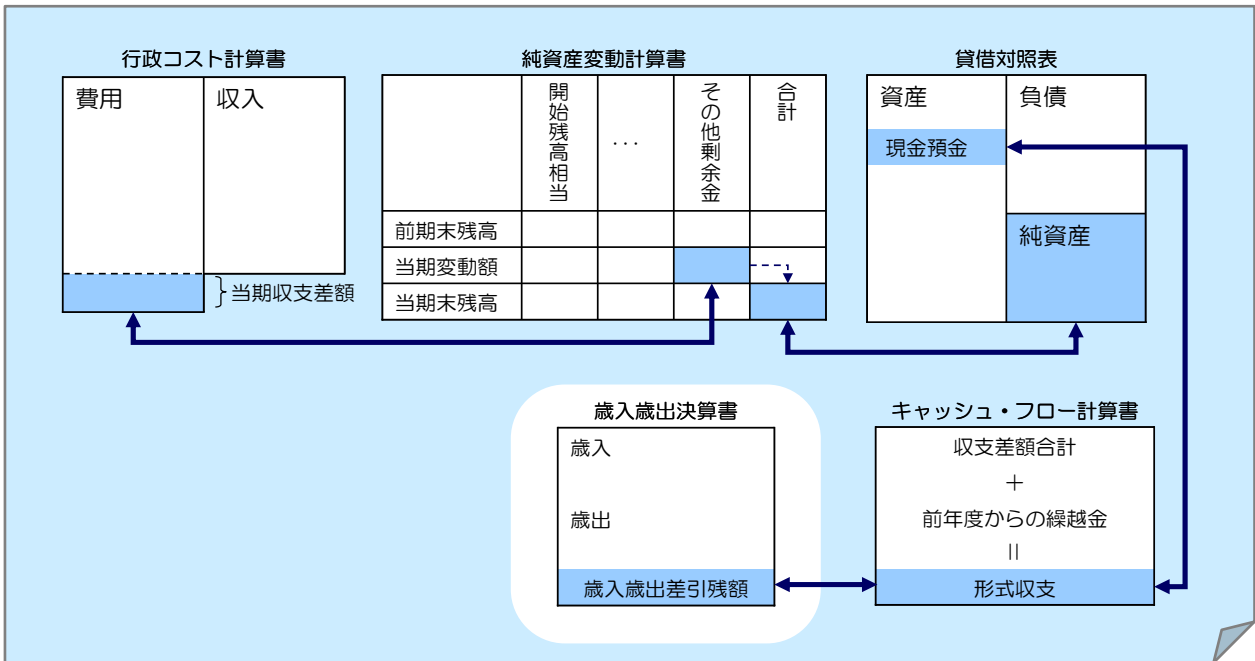 行政コスト計算書
費用
収入
当期収支差額
純資産変動計算書
開始残高相当
･･･
その他剰余金
合計
前期末残高
当期変動額
当期末残高
貸借対照表
資産
負債
現金預金
純資産
歳入歳出決算書
歳入
歳出
歳入歳出差引残額
キャッシュ・フロー計算書
収支差額合計
＋
前年度からの繰越金
＝
形式収支